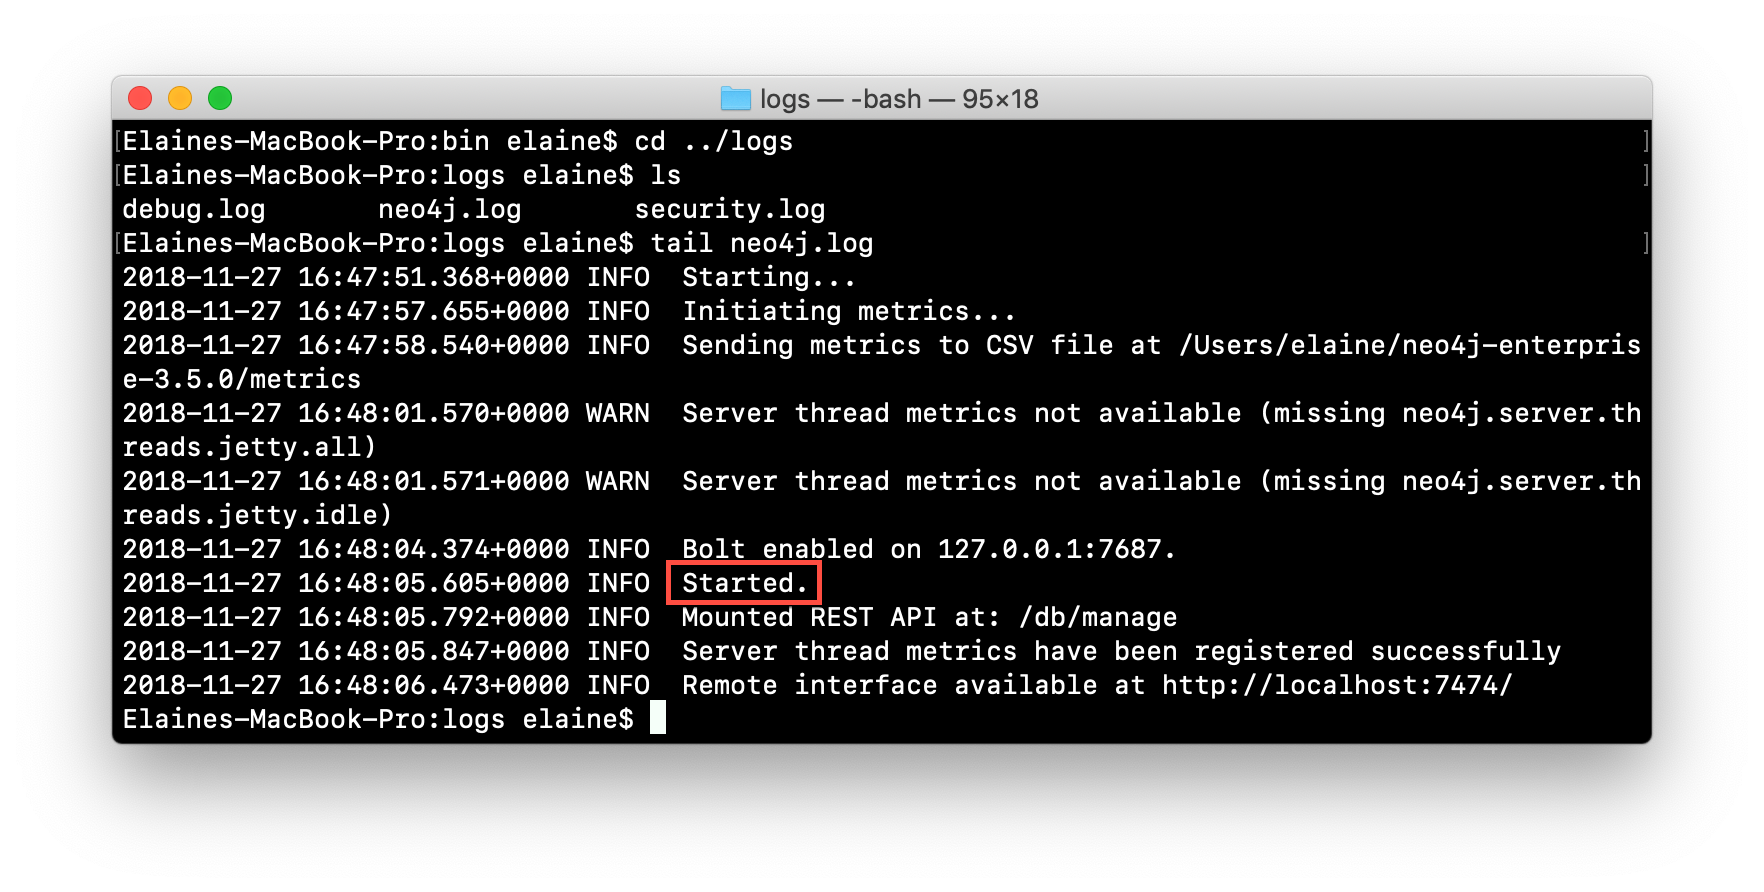 logs — -bash — 95×18
[Elaines-MacBook-Pro:bin elaine$ cd ../logs ]
[Elaines-MacBook-Pro:logs elaine$ ls ]
debug.log neo4j.log security.log
[Elaines-MacBook-Pro:logs elaine$ tail neo4j.log ]
2018-11-27 16:47:51.368+0000 INFO  Starting...
2018-11-27 16:47:57.655+0000 INFO  Initiating metrics...
2018-11-27 16:47:58.540+0000 INFO  Sending metrics to CSV file at /Users/elaine/neo4j-enterpris
e-3.5.0/metrics
2018-11-27 16:48:01.570+0000 WARN  Server thread metrics not available (missing neo4j.server.th
reads.jetty.all)
2018-11-27 16:48:01.571+0000 WARN  Server thread metrics not available (missing neo4j.server.th
reads.jetty.idle)
2018-11-27 16:48:04.374+0000 INFO  Bolt enabled on 127.0.0.1:7687.
2018-11-27 16:48:05.605+0000 INFO  Started.
2018-11-27 16:48:05.792+0000 INFO  Mounted REST API at: /db/manage
2018-11-27 16:48:05.847+0000 INFO  Server thread metrics have been registered successfully
2018-11-27 16:48:06.473+0000 INFO  Remote interface available at http://localhost:7474/
Elaines-MacBook-Pro:logs elaine$